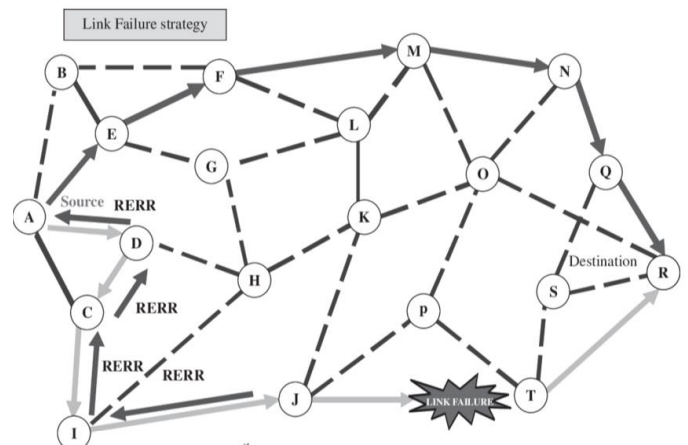 Link Failure strategy
M
B
F
N
L
E
G
O
Q
Source RERR
A
K
D
Destination
R
H
S
C
RERR
P
RERR
RERR
J
LINK FAILURE
T
I